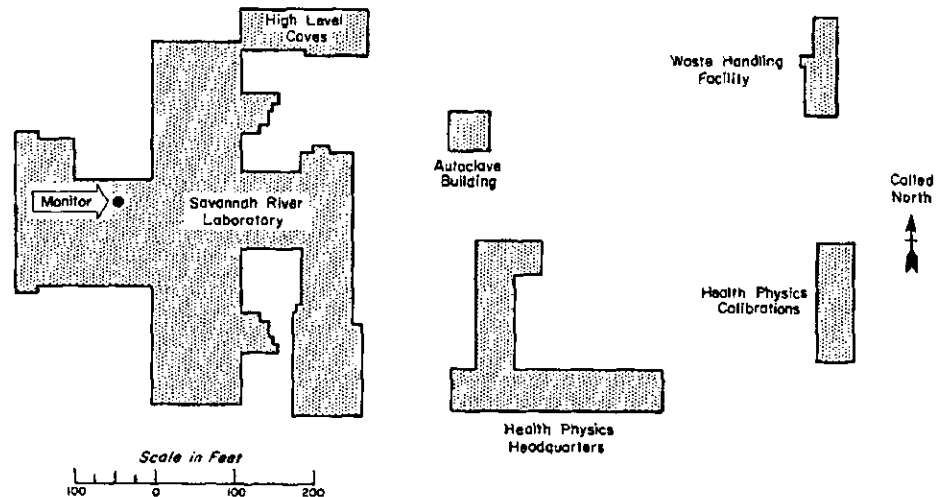 High Level
Caves
Waste Handling
Facility
Autoclave
Building
Monitor
Savannah River
Laboratory
Called
North
Health Physics
Calibrations
Health Physics
Headquarters
Scale in Feet
100 0 100 200